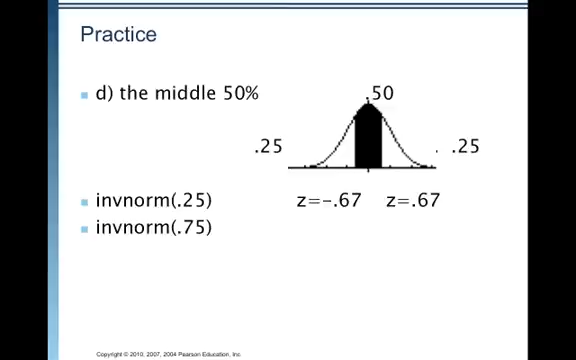 Practice
d) the middle 50%
.50
.25
. .25
invnorm(.25)
z=-.67 z=.67
invnorm(.75)
Copyright © 2010, 2007, 2004 Pearson Education, Inc